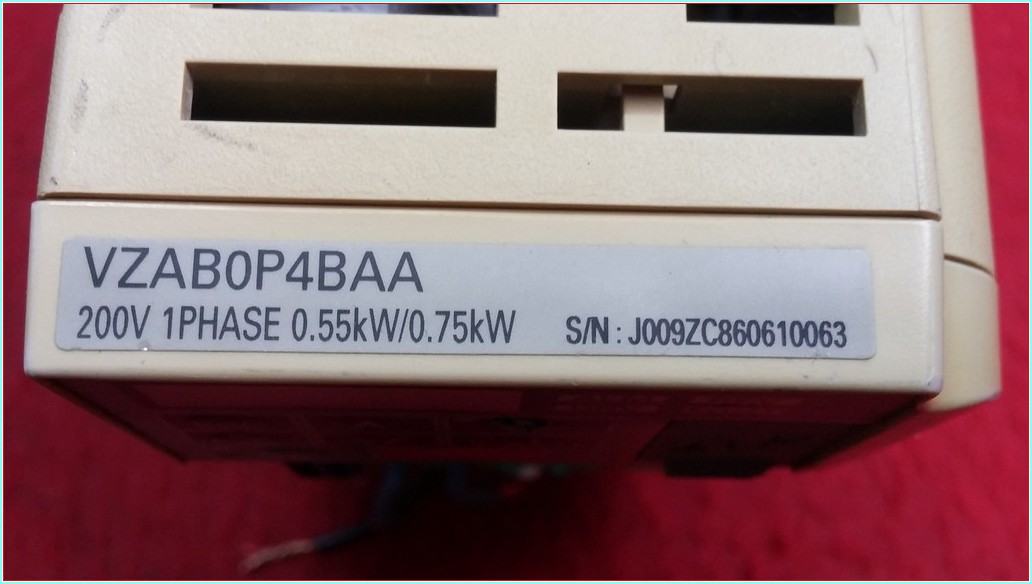 VZAB0P4BAA
200V 1PHASE 0.55kW/0.75kW S/N : J009ZC860610063